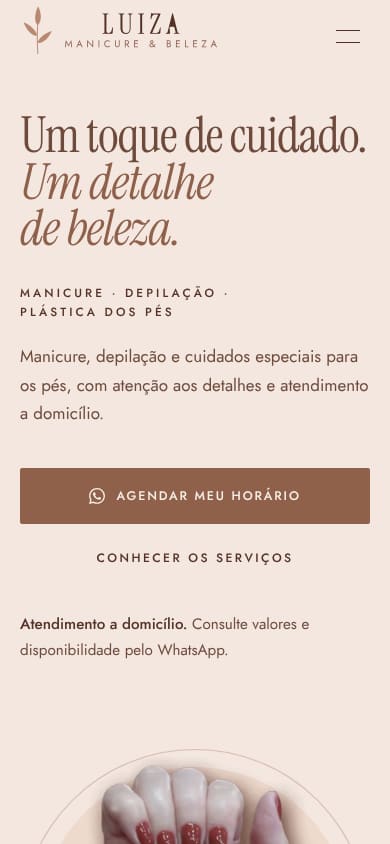 LUIZA
MANICURE & BELEZA
Um toque de cuidado.
Um detalhe
de beleza.
MANICURE · DEPILAÇÃO ·
PLÁSTICA DOS PÉS
Manicure, depilação e cuidados especiais para
os pés, com atenção aos detalhes e atendimento
a domicílio.
AGENDAR MEU HORÁRIO
CONHECER OS SERVIÇOS
Atendimento a domicílio. Consulte valores e
disponibilidade pelo WhatsApp.